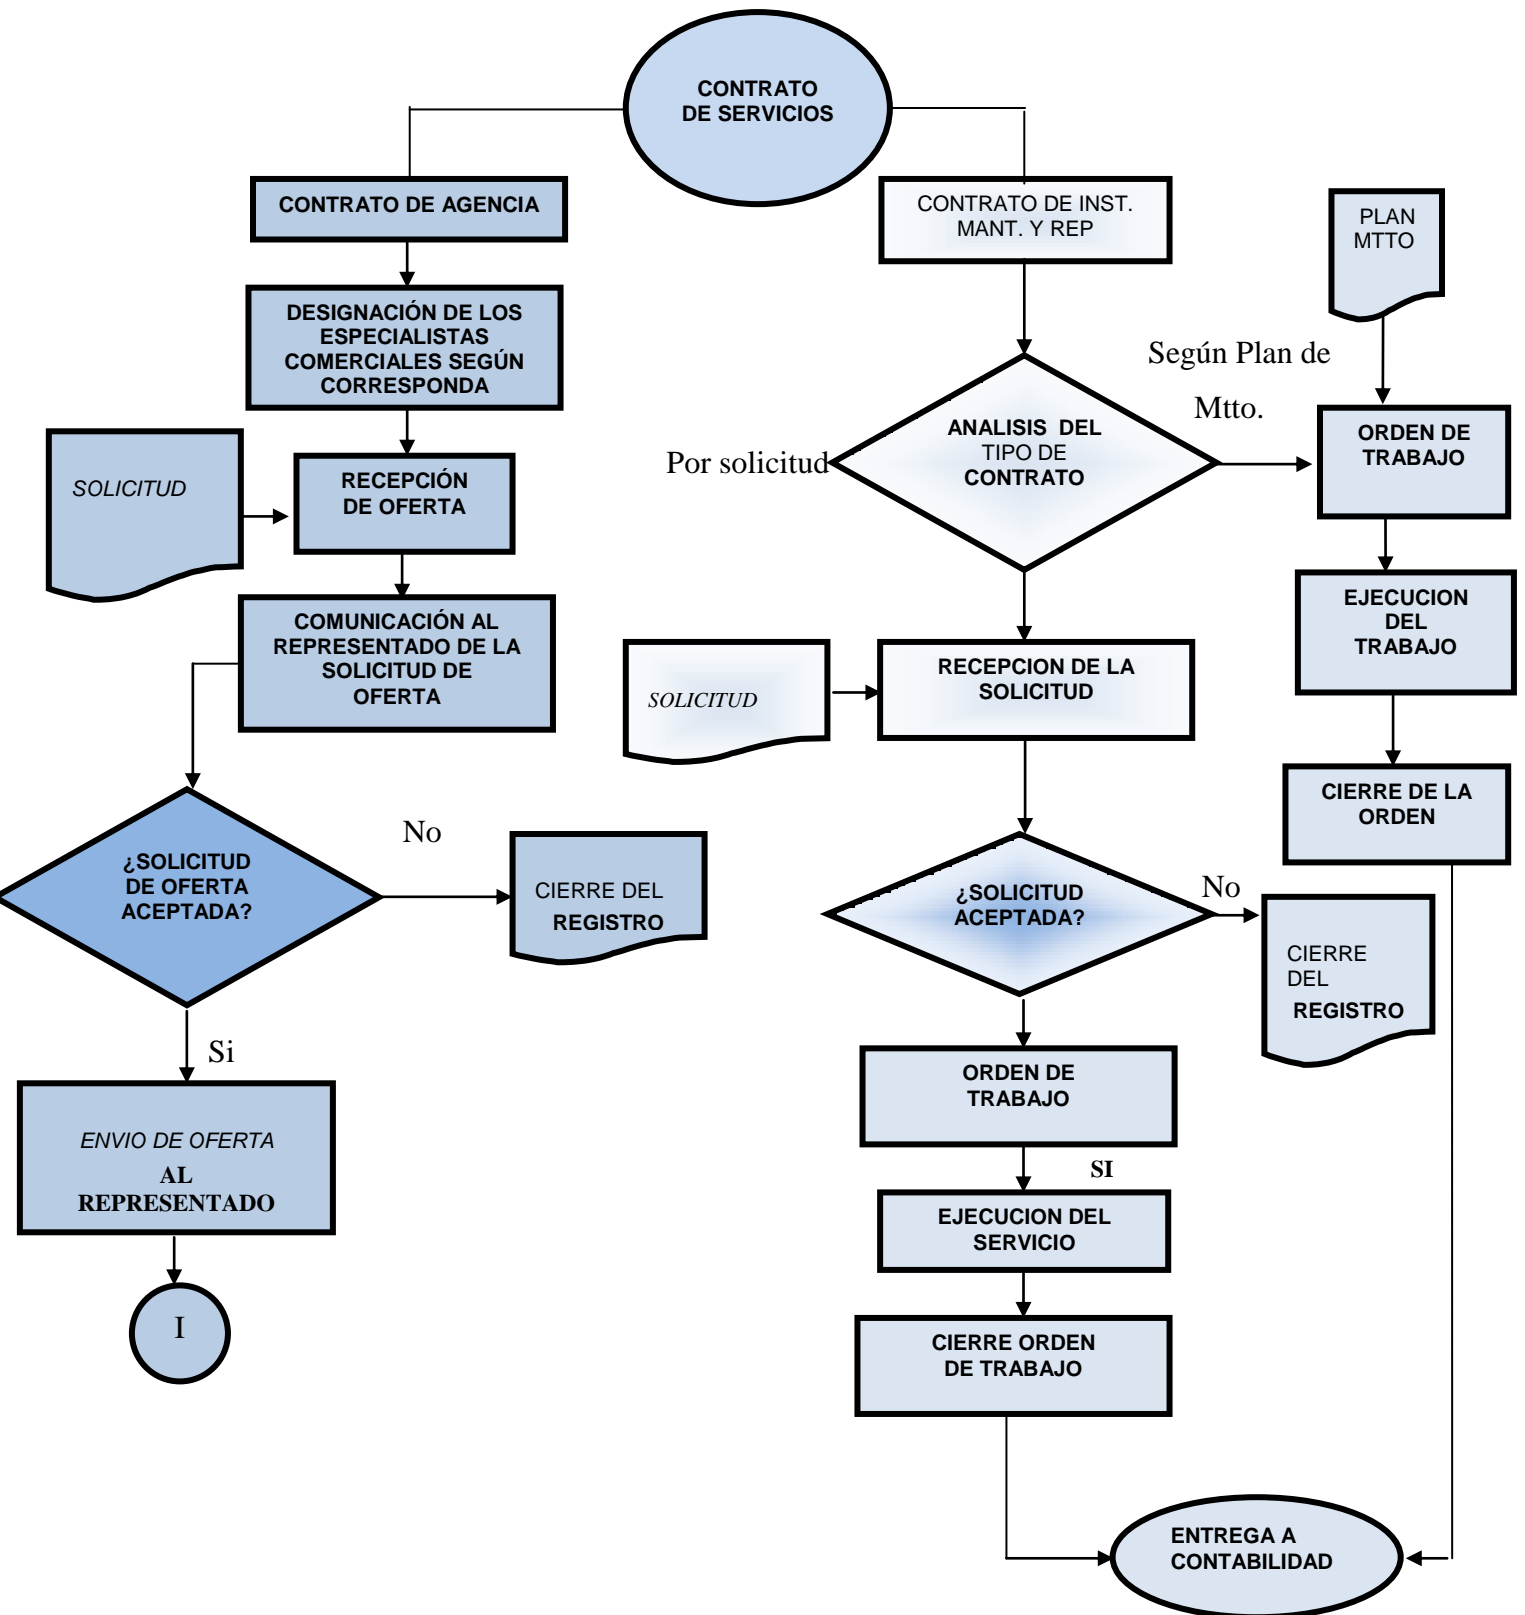 CONTRATO
DE SERVICIOS
CONTRATO DE AGENCIA
DESIGNACIÓN DE LOS
ESPECIALISTAS
COMERCIALES SEGÚN
CORRESPONDA
SOLICITUD
RECEPCIÓN
DE OFERTA
COMUNICACIÓN AL
REPRESENTADO DE LA
SOLICITUD DE
OFERTA
¿SOLICITUD
DE OFERTA
ACEPTADA?
No
CIERRE DEL
REGISTRO
Si
ENVIO DE OFERTA
AL
REPRESENTADO
I
CONTRATO DE INST.
MANT. Y REP
ANALISIS DEL
TIPO DE
CONTRATO
Por solicitud
Según Plan de
Mtto.
PLAN
MTTO
ORDEN DE
TRABAJO
EJECUCION
DEL
TRABAJO
CIERRE DE LA
ORDEN
SOLICITUD
RECEPCION DE LA
SOLICITUD
¿SOLICITUD
ACEPTADA?
No
CIERRE
DEL
REGISTRO
ORDEN DE
TRABAJO
SI
EJECUCION DEL
SERVICIO
CIERRE ORDEN
DE TRABAJO
ENTREGA A
CONTABILIDAD